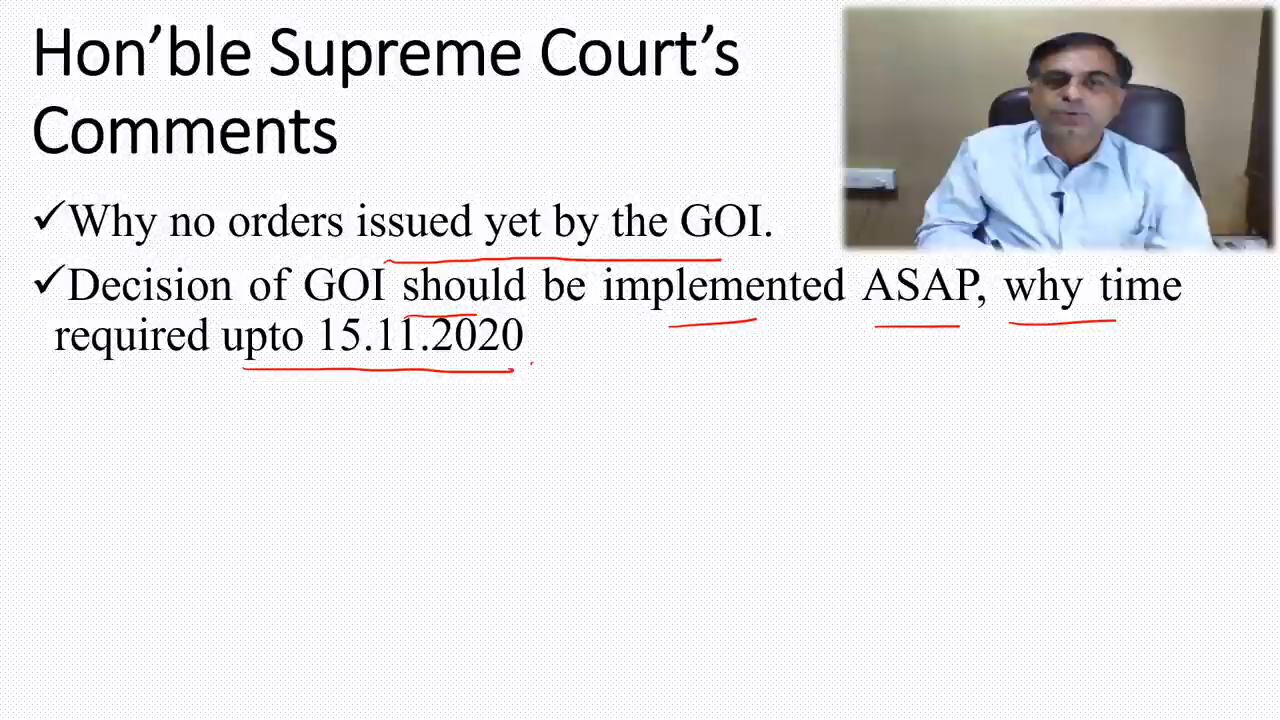 Hon’ble Supreme Court’s
Comments
✓Why no orders issued yet by the GOI.
✓Decision of GOI should be implemented ASAP, why time
required upto 15.11.2020